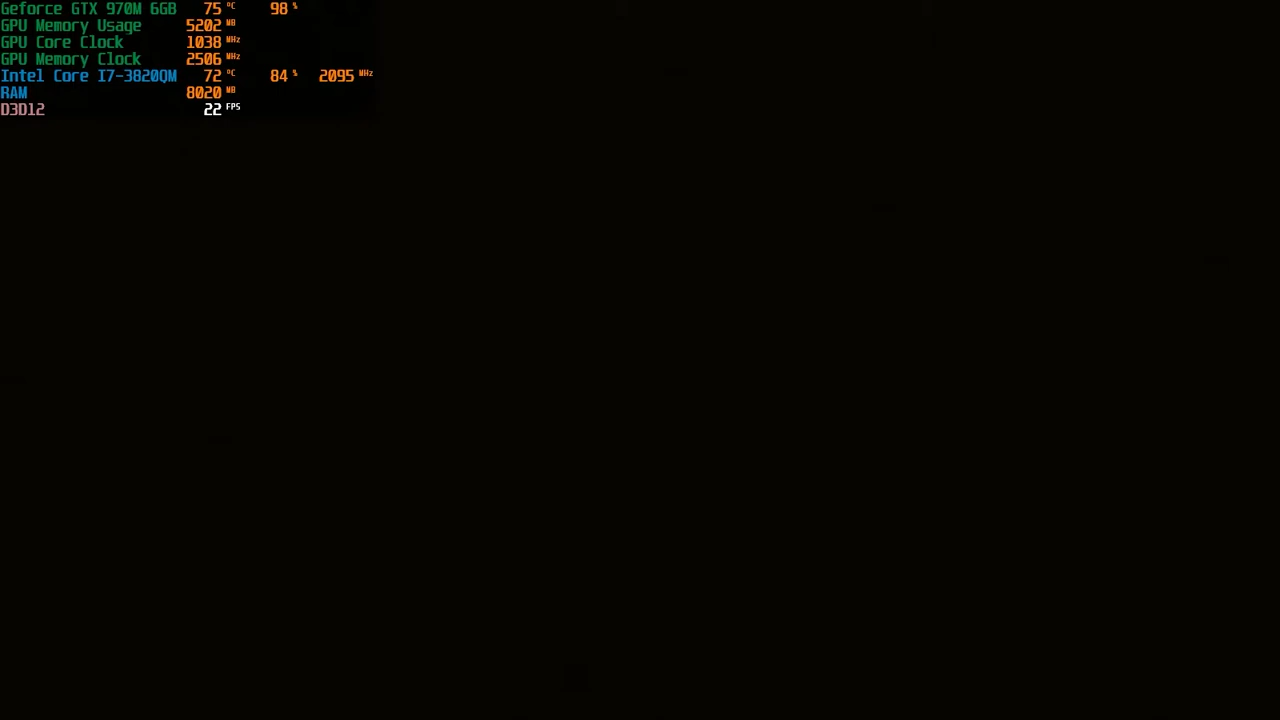 Geforce GTX 970M 6GB 75 °C 98 %
GPU Memory Usage 5202 MB
GPU Core Clock 1038 MHz
GPU Memory Clock 2506 MHz
Intel Core I7-3820QM 72 °C 84 % 2095 MHz
RAM 8020 MB
D3D12 22 FPS